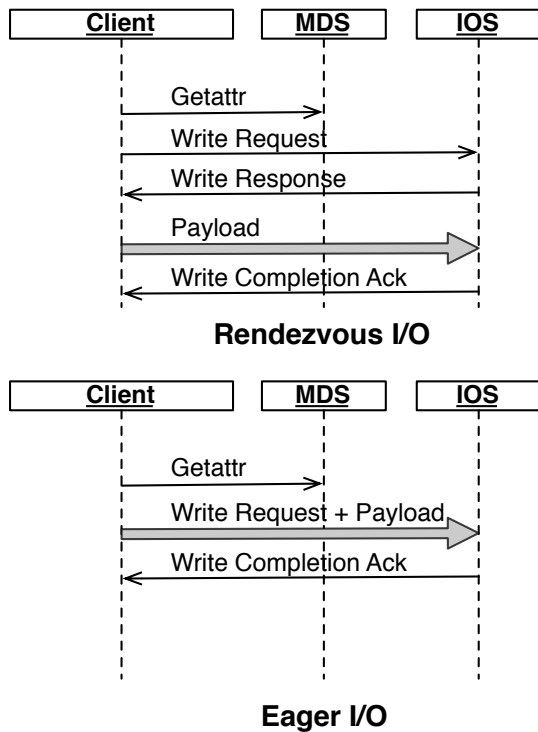 Client MDS IOS
Getattr
Write Request
Write Response
Payload
Write Completion Ack
Rendezvous I/O
Client MDS IOS
Getattr
Write Request + Payload
Write Completion Ack
Eager I/O